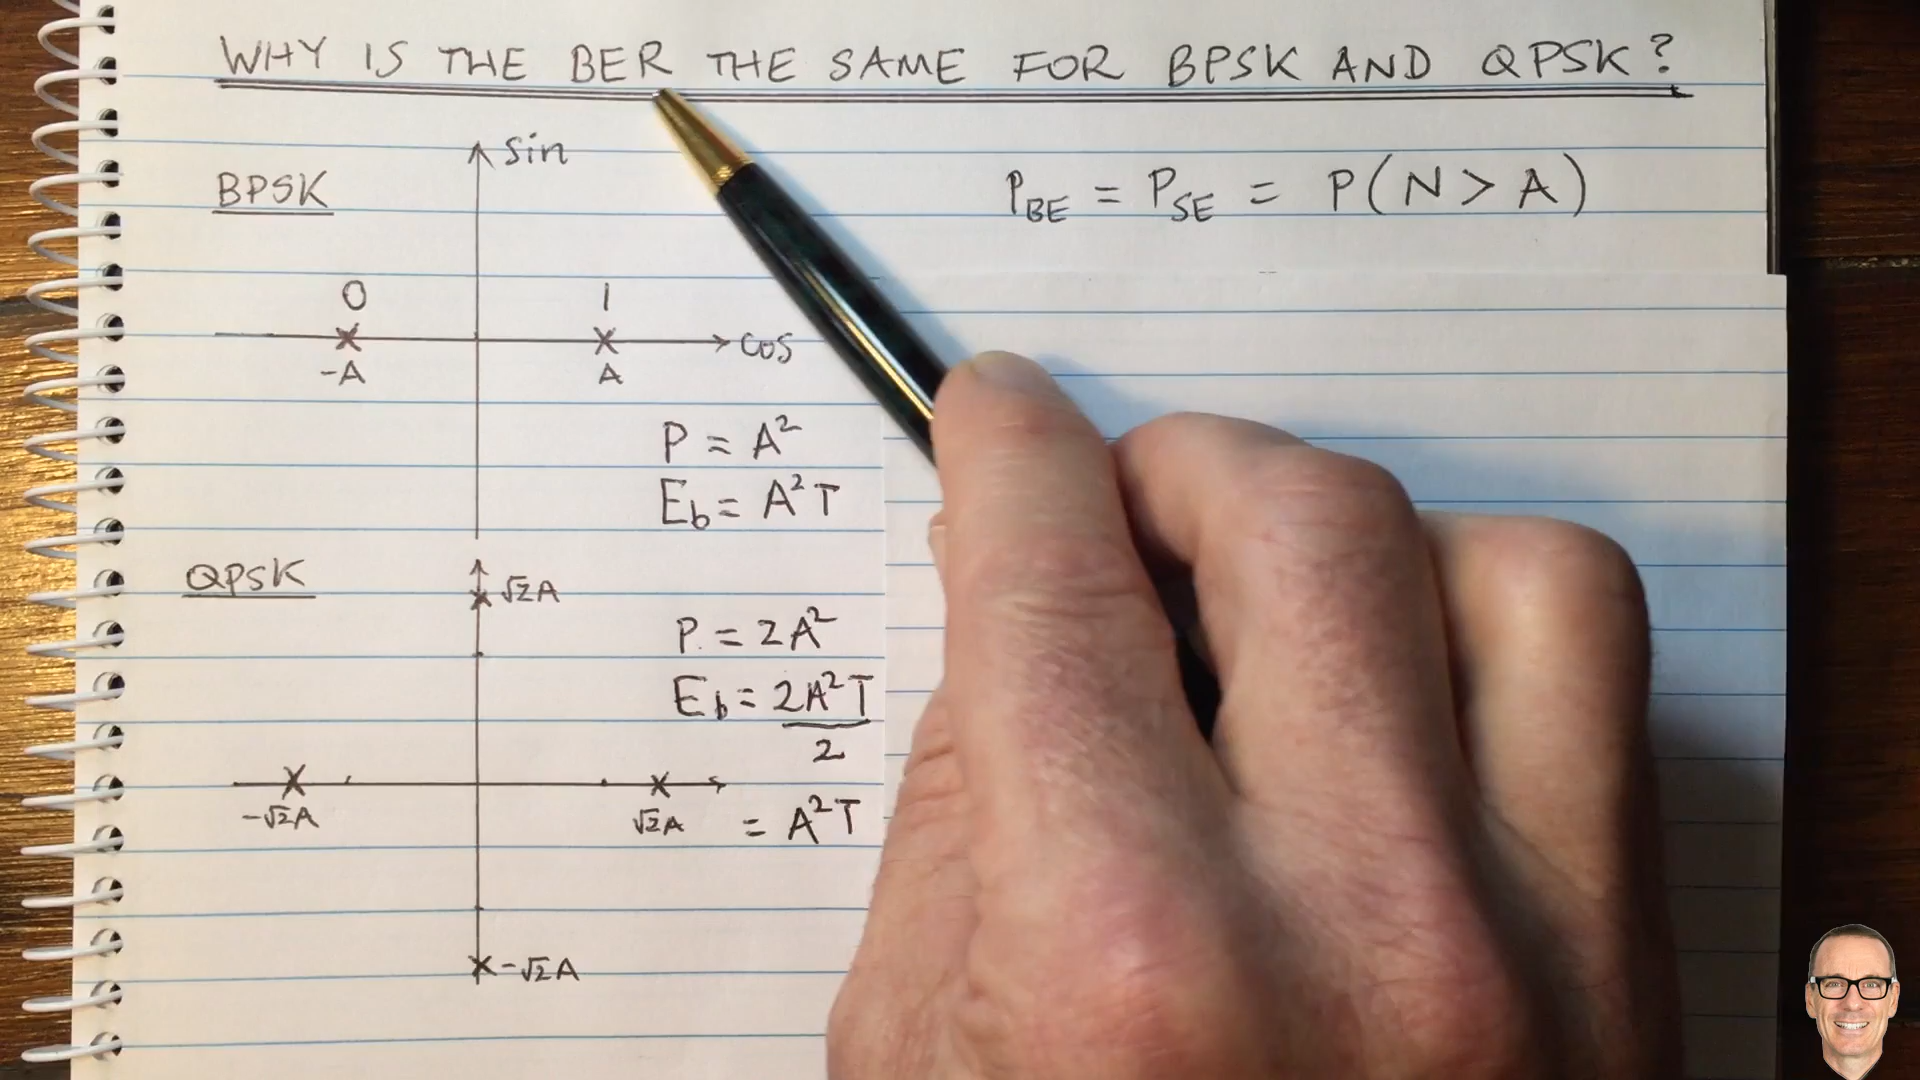 WHY IS THE BER THE SAME FOR BPSK AND QPSK?
sin
BPSK
P_BE = P_SE = P(N > A)
0 1
cos
-A A
P = A²
E_b = A²T
QPSK
√2A
P = 2A²
E_b = 2A²T
2
-√2A √2A = A²T
-√2A